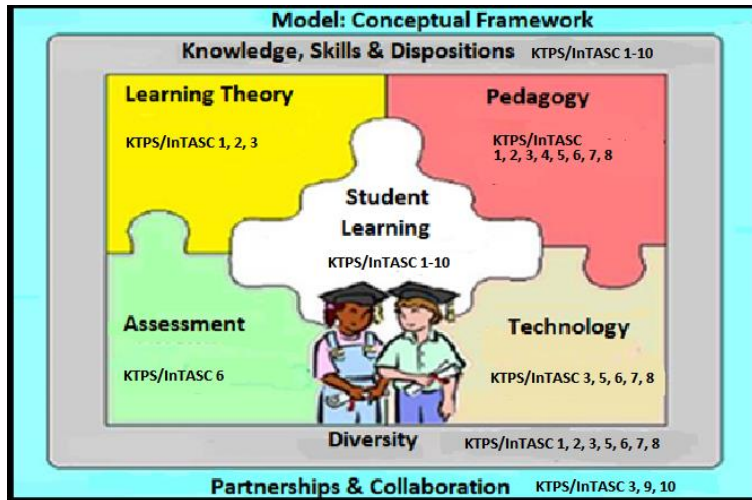 Model: Conceptual Framework
Knowledge, Skills & Dispositions KTPS/InTASC 1-10
Learning Theory
KTPS/InTASC 1, 2, 3
Pedagogy
KTPS/InTASC
1, 2, 3, 4, 5, 6, 7, 8
Student
Learning
KTPS/InTASC 1-10
Assessment
KTPS/InTASC 6
Technology
KTPS/InTASC 3, 5, 6, 7, 8
Diversity KTPS/InTASC 1, 2, 3, 5, 6, 7, 8
Partnerships & Collaboration KTPS/InTASC 3, 9, 10